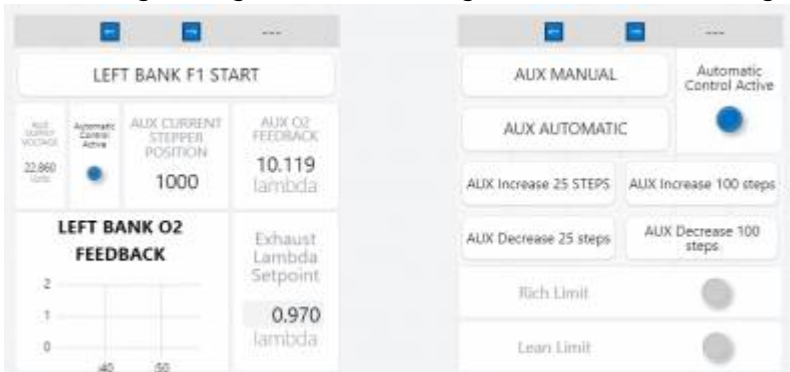 ---
LEFT BANK F1 START
AUX
SUPPLY
VOLTAGE
22.860
Volts
Automatic
Control
Active
AUX CURRENT
STEPPER
POSITION
1000
AUX O2
FEEDBACK
10.119
lambda
LEFT BANK O2
FEEDBACK
2
1
0
:40
:50
Exhaust
Lambda
Setpoint
0.970
lambda
---
AUX MANUAL
AUX AUTOMATIC
Automatic
Control Active
AUX Increase 25 STEPS
AUX Increase 100 steps
AUX Decrease 25 steps
AUX Decrease 100
steps
Rich Limit
Lean Limit